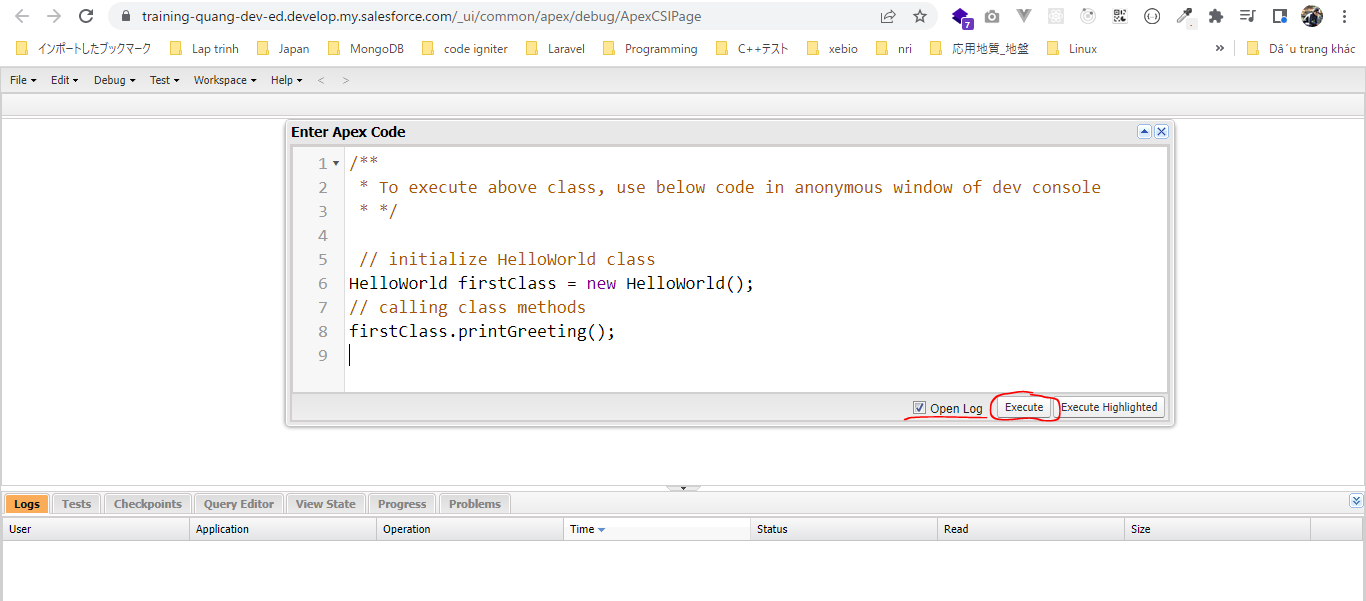 training-quang-dev-ed.develop.my.salesforce.com/_ui/common/apex/debug/ApexCSIPage
7
インポートしたブックマーク Lap trinh Japan MongoDB code igniter Laravel Programming C++テスト xebio nri 応用地質_地盤 Linux » Dấu trang khác
File Edit Debug Test Workspace Help < >
Enter Apex Code
1 /**
2 * To execute above class, use below code in anonymous window of dev console
3 * */
4
5 // initialize HelloWorld class
6 HelloWorld firstClass = new HelloWorld();
7 // calling class methods
8 firstClass.printGreeting();
9
Open Log Execute Execute Highlighted
Logs Tests Checkpoints Query Editor View State Progress Problems
User Application Operation Time Status Read Size